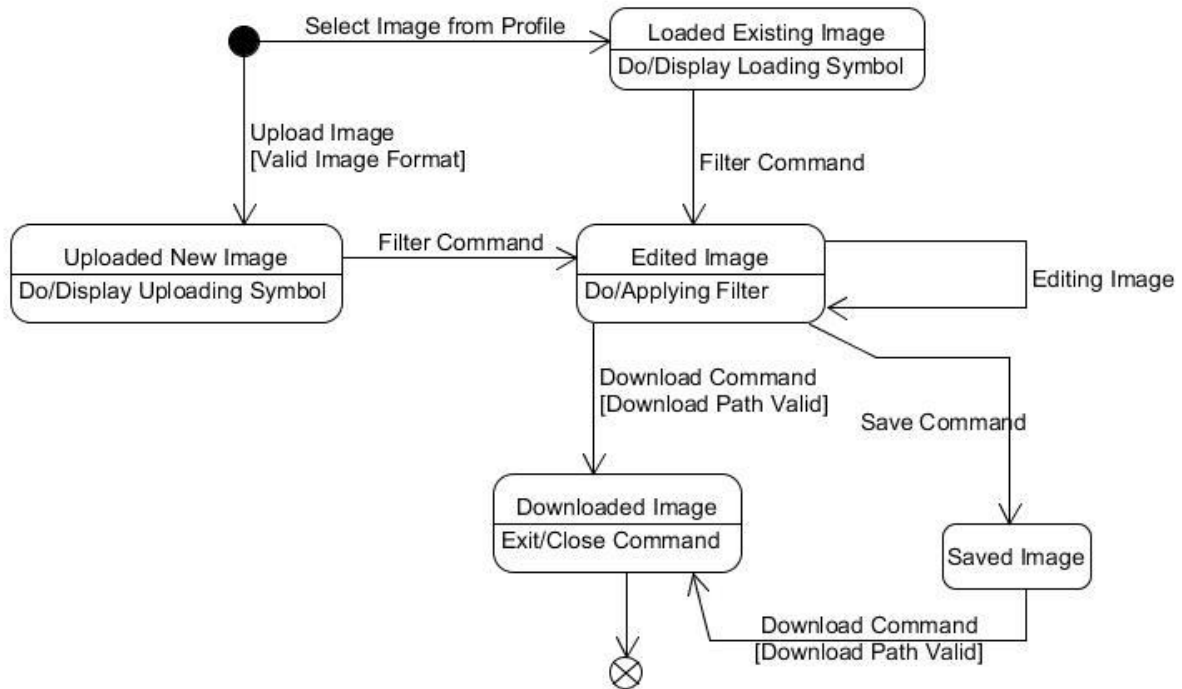 Select Image from Profile
Loaded Existing Image
Do/Display Loading Symbol
Upload Image
[Valid Image Format]
Filter Command
Uploaded New Image
Do/Display Uploading Symbol
Filter Command
Edited Image
Do/Applying Filter
Editing Image
Download Command
[Download Path Valid]
Save Command
Downloaded Image
Exit/Close Command
Saved Image
Download Command
[Download Path Valid]